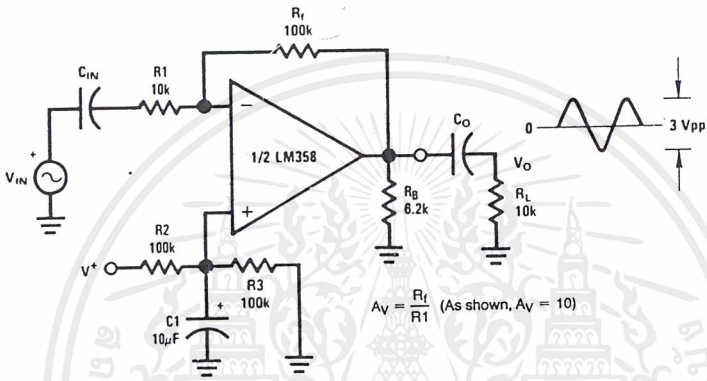 Rf
100k
CIN
R1
10k
CO
0
3 Vpp
1/2 LM358
VO
VIN
RB
6.2k
RL
10k
R2
100k
V+
R3
100k
C1
10µF
AV = Rf/R1 (As shown, AV = 10)
+
−
+
+